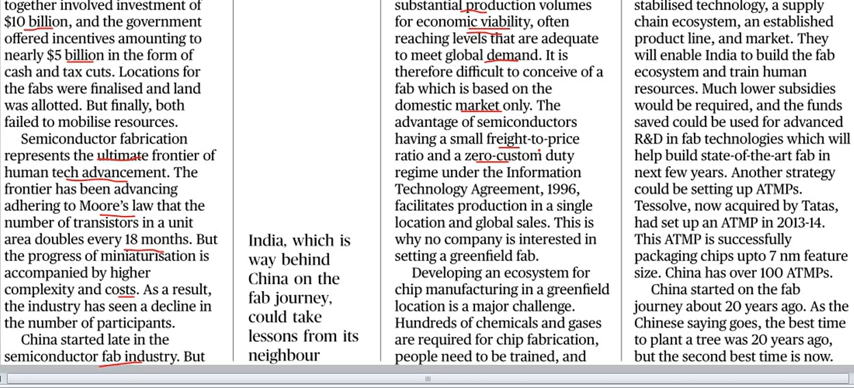 together involved investment of
$10 billion, and the government
offered incentives amounting to
nearly $5 billion in the form of
cash and tax cuts. Locations for
the fabs were finalised and land
was allotted. But finally, both
failed to mobilise resources.
Semiconductor fabrication
represents the ultimate frontier of
human tech advancement. The
frontier has been advancing
adhering to Moore's law that the
number of transistors in a unit
area doubles every 18 months. But
the progress of miniaturisation is
accompanied by higher
complexity and costs. As a result,
the industry has seen a decline in
the number of participants.
China started late in the
semiconductor fab industry. But
India, which is
way behind
China on the
fab journey,
could take
lessons from its
neighbour
substantial production volumes
for economic viability, often
reaching levels that are adequate
to meet global demand. It is
therefore difficult to conceive of a
fab which is based on the
domestic market only. The
advantage of semiconductors
having a small freight-to-price
ratio and a zero-custom duty
regime under the Information
Technology Agreement, 1996,
facilitates production in a single
location and global sales. This is
why no company is interested in
setting a greenfield fab.
Developing an ecosystem for
chip manufacturing in a greenfield
location is a major challenge.
Hundreds of chemicals and gases
are required for chip fabrication,
people need to be trained, and
stabilised technology, a supply
chain ecosystem, an established
product line, and market. They
will enable India to build the fab
ecosystem and train human
resources. Much lower subsidies
would be required, and the funds
saved could be used for advanced
R&D in fab technologies which will
help build state-of-the-art fab in
next few years. Another strategy
could be setting up ATMPs.
Tessolve, now acquired by Tatas,
had set up an ATMP in 2013-14.
This ATMP is successfully
packaging chips upto 7 nm feature
size. China has over 100 ATMPs.
China started on the fab
journey about 20 years ago. As the
Chinese saying goes, the best time
to plant a tree was 20 years ago,
but the second best time is now.